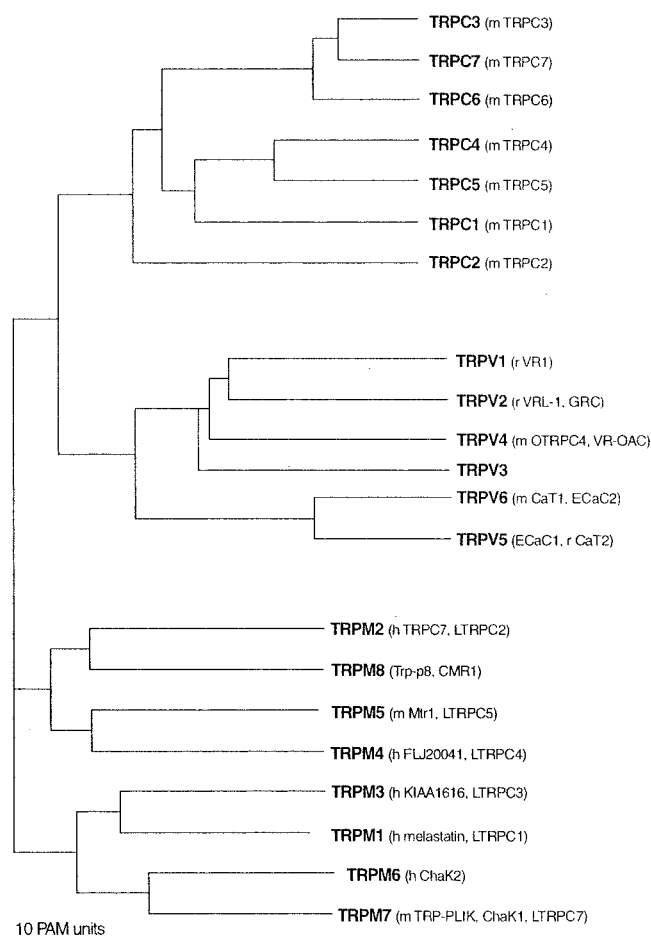 TRPC3 (m TRPC3)
TRPC7 (m TRPC7)
TRPC6 (m TRPC6)
TRPC4 (m TRPC4)
TRPC5 (m TRPC5)
TRPC1 (m TRPC1)
TRPC2 (m TRPC2)
TRPV1 (r VR1)
TRPV2 (r VRL-1, GRC)
TRPV4 (m OTRPC4, VR-OAC)
TRPV3
TRPV6 (m CaT1, ECaC2)
TRPV5 (ECaC1, r CaT2)
TRPM2 (h TRPC7, LTRPC2)
TRPM8 (Trp-p8, CMR1)
TRPM5 (m Mtr1, LTRPC5)
TRPM4 (h FLJ20041, LTRPC4)
TRPM3 (h KIAA1616, LTRPC3)
TRPM1 (h melastatin, LTRPC1)
TRPM6 (h ChaK2)
TRPM7 (m TRP-PLIK, ChaK1, LTRPC7)
10 PAM units